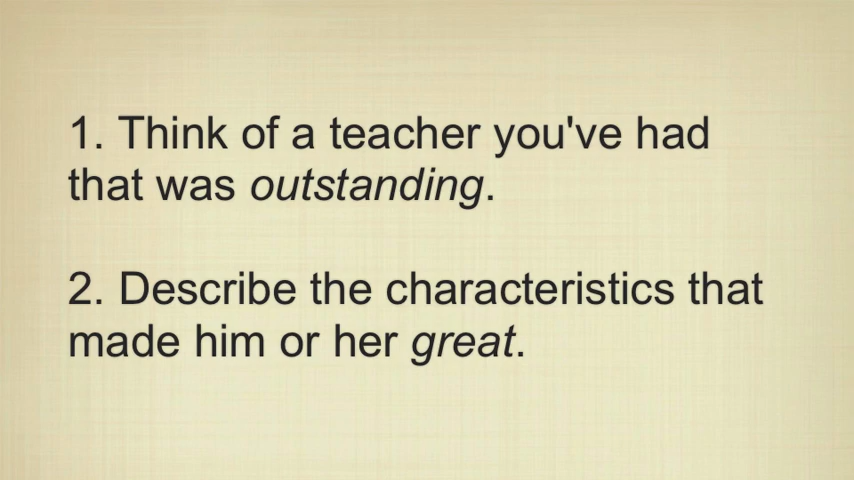 1. Think of a teacher you've had
that was outstanding.
2. Describe the characteristics that
made him or her great.